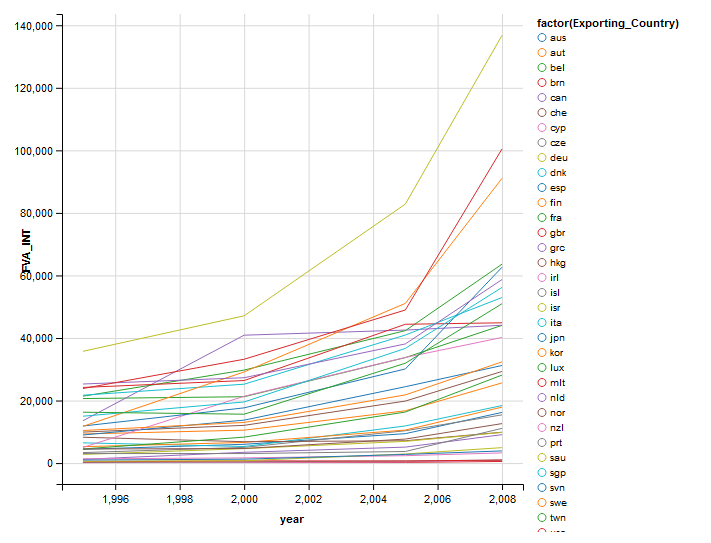 140,000
120,000
100,000
80,000
60,000
40,000
20,000
0
FVA_INT
1,996
1,998
2,000
2,002
2,004
2,006
2,008
year
factor(Exporting_Country)
aus
aut
bel
brn
can
che
cyp
cze
deu
dnk
esp
fin
fra
gbr
grc
hkg
irl
isl
isr
ita
jpn
kor
lux
mlt
nld
nor
nzl
prt
sau
sgp
svn
swe
twn